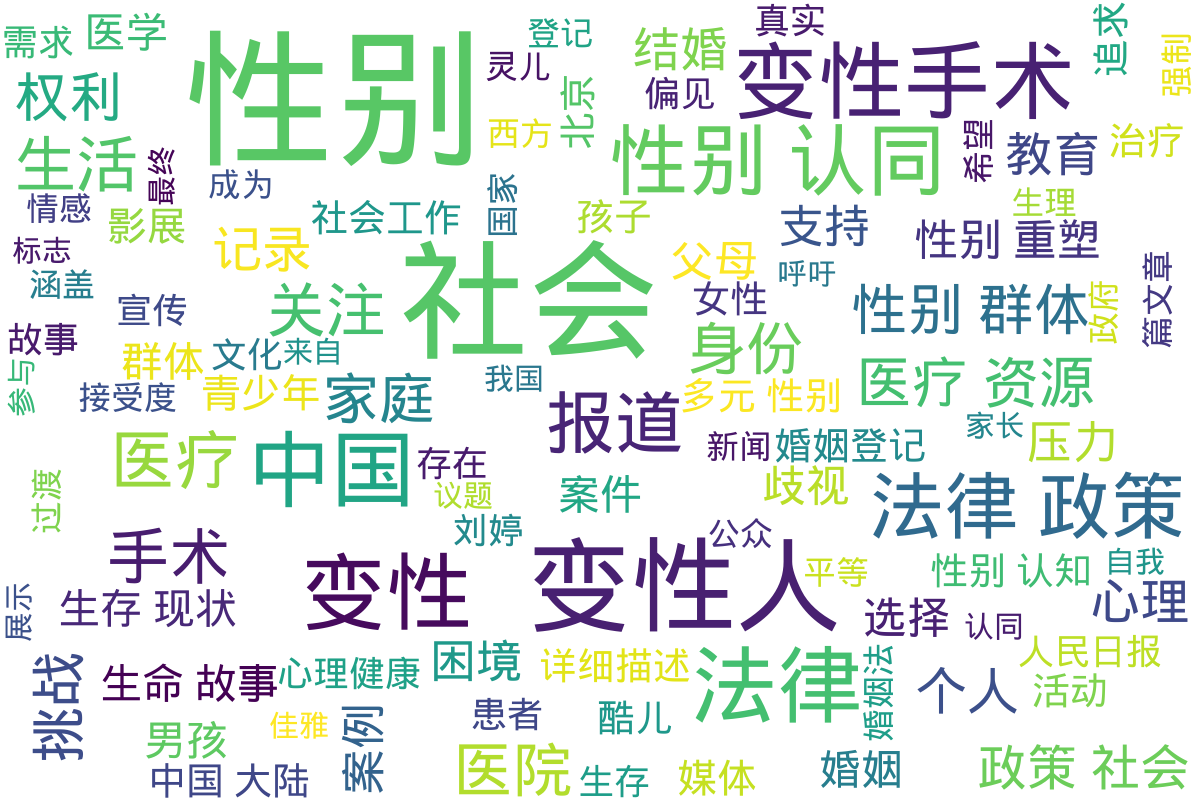 需求
医学
性别
登记
灵儿
结婚
真实
偏见
变性手术
追求
强制
权利
西方
北京
性别 认同
希望
教育
治疗
生活
最终
成为
国家
情感
影展
社会工作
孩子
支持
生理
标志
记录
社会
父母
呼吁
性别 重塑
篇文章
涵盖
宣传
关注
女性
性别 群体
政府
故事
群体
文化
来自
身份
参与
接受度
青少年
家庭
我国
多元 性别
医疗 资源
报道
家长
医疗
中国
存在
新闻
婚姻登记
压力
过渡
议题
案件
歧视
法律 政策
手术
刘婷
公众
变性
变性人
平等
性别 认知
自我
展示
生存 现状
选择
认同
心理
挑战
生命 故事
心理健康
困境
详细描述
法律
婚姻法
人民日报
个人
活动
男孩
佳雅
案例
患者
酷儿
中国 大陆
医院
生存
媒体
婚姻
政策 社会